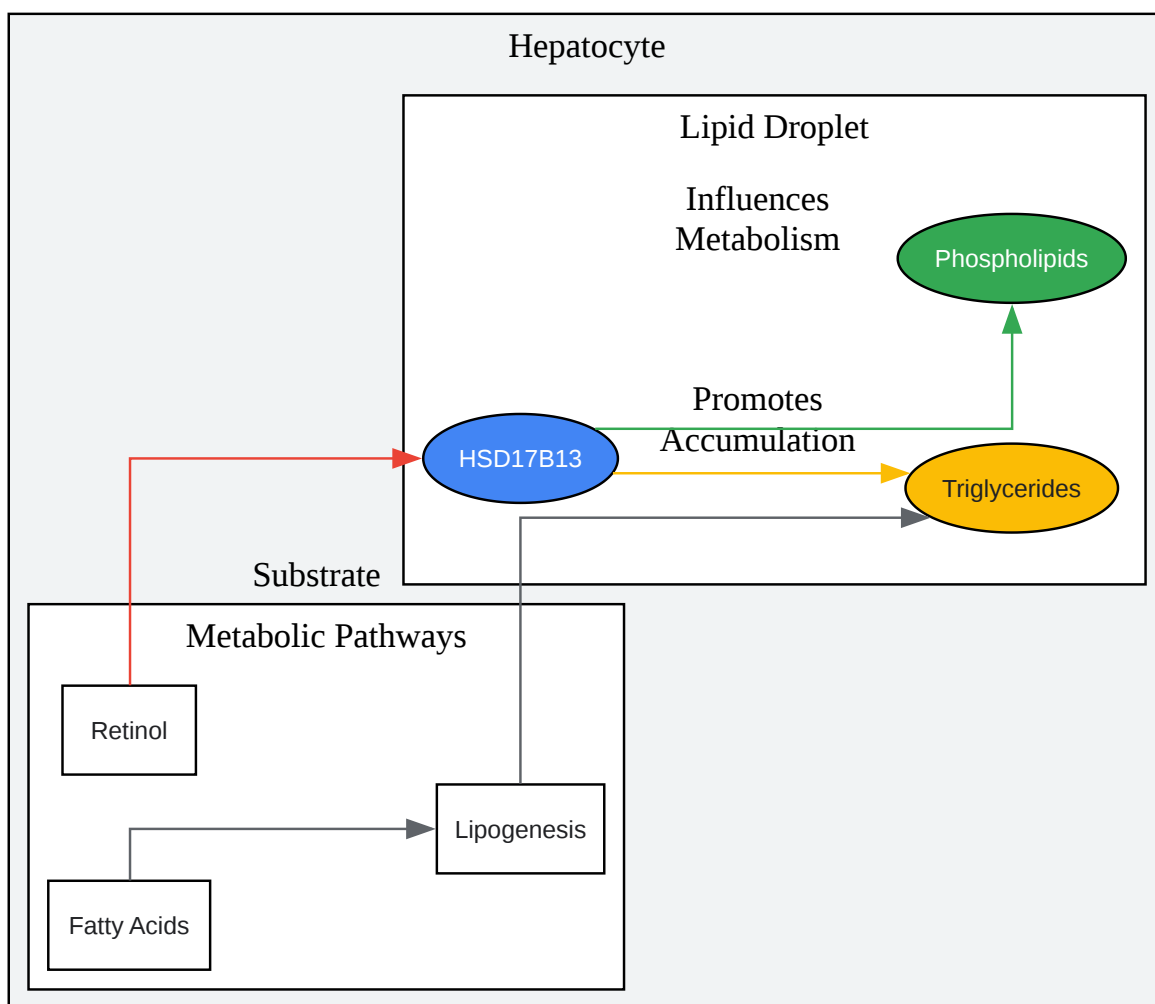 Hepatocyte
Lipid Droplet
Influences
Metabolism
Phospholipids
Promotes
Accumulation
HSD17B13
Triglycerides
Substrate
Metabolic Pathways
Retinol
Lipogenesis
Fatty Acids